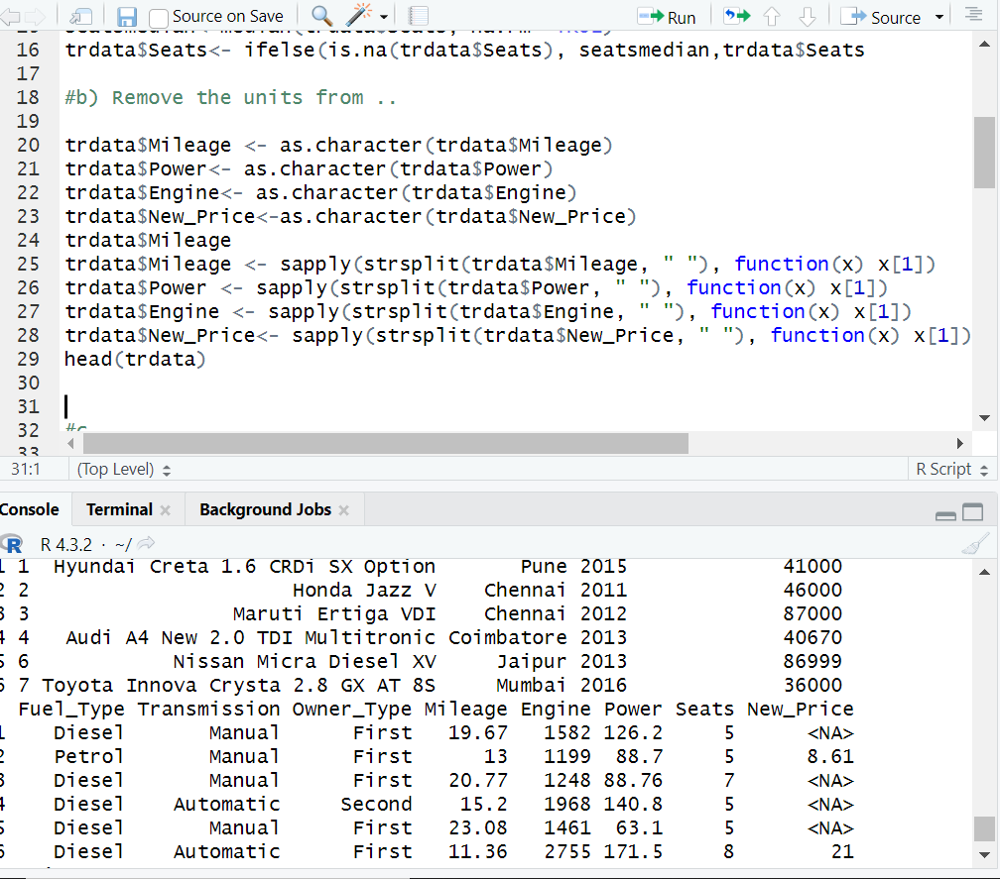 Source on Save
Run
Source
16 trdata$Seats<- ifelse(is.na(trdata$Seats), seatsmedian,trdata$Seats
17
18 #b) Remove the units from ..
19
20 trdata$Mileage <- as.character(trdata$Mileage)
21 trdata$Power<- as.character(trdata$Power)
22 trdata$Engine<- as.character(trdata$Engine)
23 trdata$New_Price<-as.character(trdata$New_Price)
24 trdata$Mileage
25 trdata$Mileage <- sapply(strsplit(trdata$Mileage, " "), function(x) x[1])
26 trdata$Power <- sapply(strsplit(trdata$Power, " "), function(x) x[1])
27 trdata$Engine <- sapply(strsplit(trdata$Engine, " "), function(x) x[1])
28 trdata$New_Price<- sapply(strsplit(trdata$New_Price, " "), function(x) x[1])
29 head(trdata)
30
31
32 #c
33
31:1 (Top Level) R Script
Console Terminal Background Jobs
R R 4.3.2 · ~/
1 1 Hyundai Creta 1.6 CRDi SX Option Pune 2015 41000
2 2 Honda Jazz V Chennai 2011 46000
3 3 Maruti Ertiga VDI Chennai 2012 87000
4 4 Audi A4 New 2.0 TDI Multitronic Coimbatore 2013 40670
5 6 Nissan Micra Diesel XV Jaipur 2013 86999
6 7 Toyota Innova Crysta 2.8 GX AT 8S Mumbai 2016 36000
Fuel_Type Transmission Owner_Type Mileage Engine Power Seats New_Price
1 Diesel Manual First 19.67 1582 126.2 5 <NA>
2 Petrol Manual First 13 1199 88.7 5 8.61
3 Diesel Manual First 20.77 1248 88.76 7 <NA>
4 Diesel Automatic Second 15.2 1968 140.8 5 <NA>
5 Diesel Manual First 23.08 1461 63.1 5 <NA>
6 Diesel Automatic First 11.36 2755 171.5 8 21